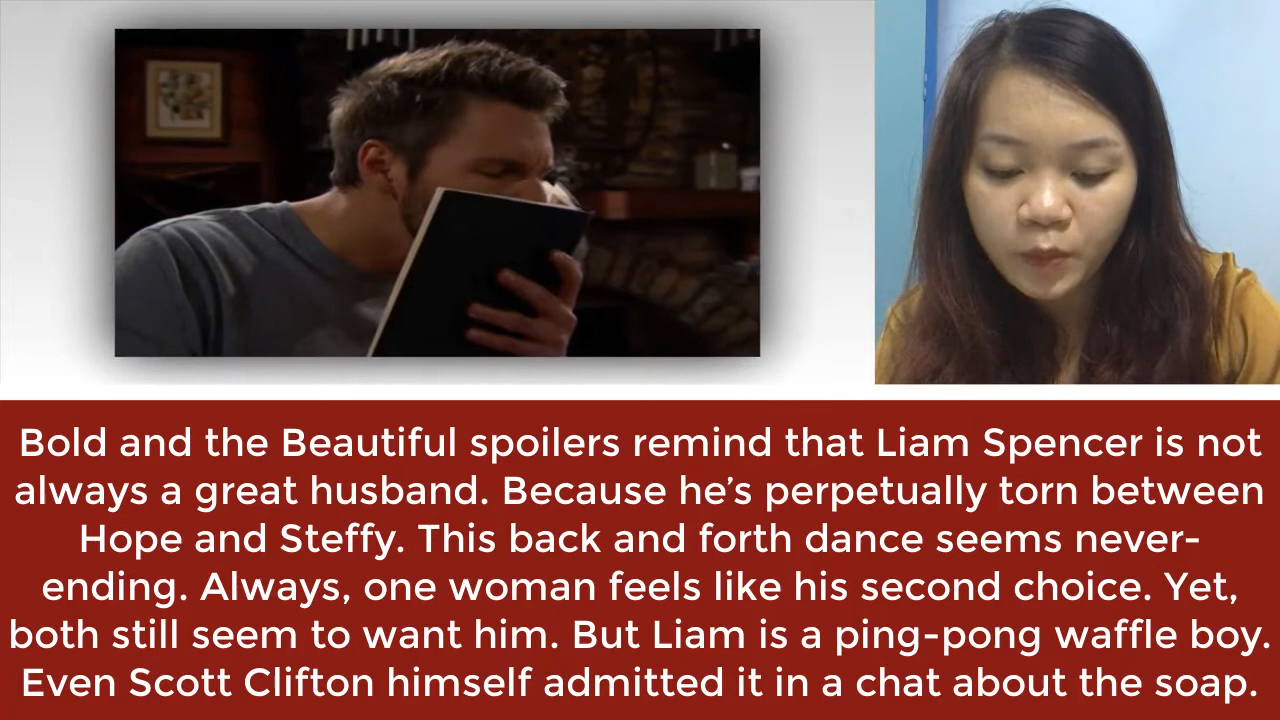 Bold and the Beautiful spoilers remind that Liam Spencer is not
always a great husband. Because he’s perpetually torn between
Hope and Steffy. This back and forth dance seems never-
ending. Always, one woman feels like his second choice. Yet,
both still seem to want him. But Liam is a ping-pong waffle boy.
Even Scott Clifton himself admitted it in a chat about the soap.